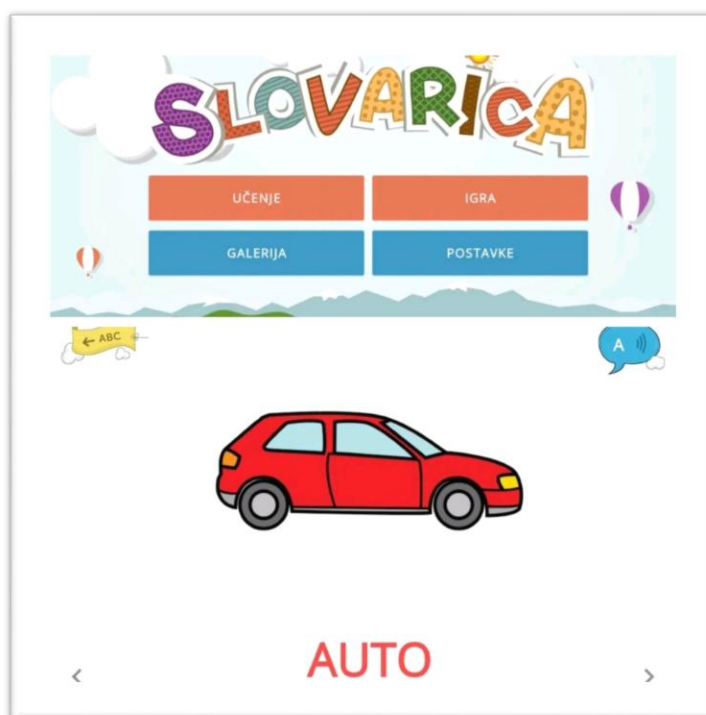 SLOVARICA
UČENJE IGRA
GALERIJA POSTAVKE
← ABC A
AUTO
‹ ›